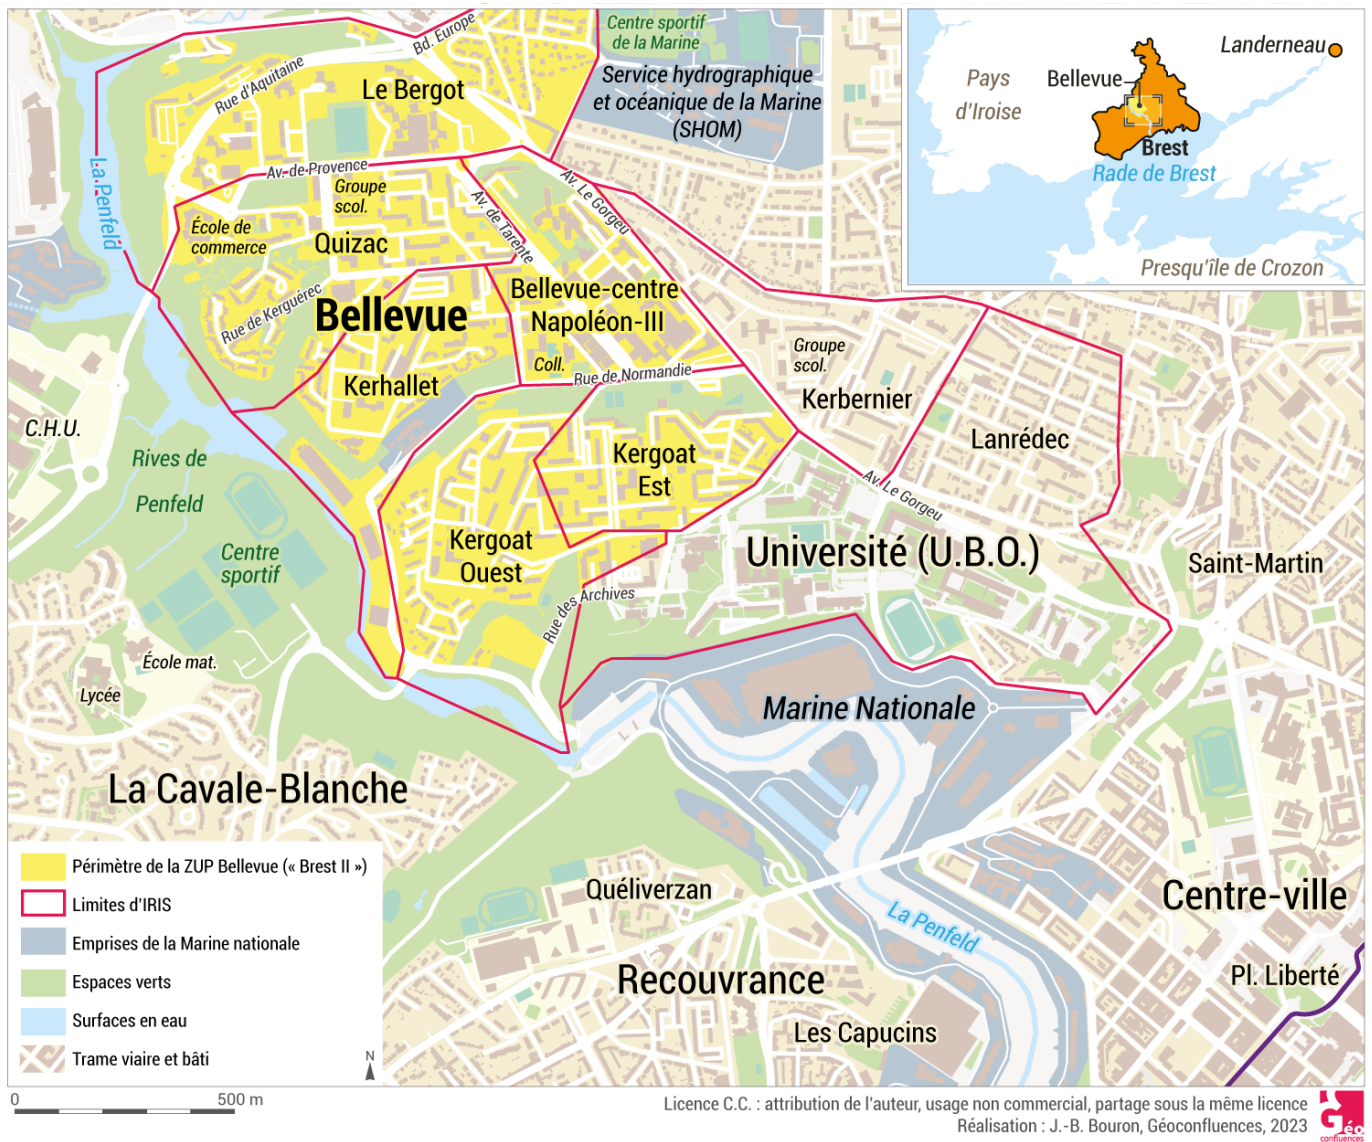 Centre sportif
de la Marine
Bd. Europe
Service hydrographique
et océanique de la Marine
(SHOM)
Le Bergot
Rue d'Aquitaine
La Penfeld
Av. de Provence
Groupe
scol.
Av. Le Gorgeu
Av. de Tarente
École de
commerce
Quizac
Bellevue-centre
Napoléon-III
Rue de Kerguérec
Bellevue
Coll.
Rue de Normandie
Kerhallet
Groupe
scol.
Kerbernier
Lanrédec
C.H.U.
Rives de
Penfeld
Kergoat
Est
Av. Le Gorgeu
Centre
sportif
Kergoat
Ouest
Université (U.B.O.)
Saint-Martin
Rue des Archives
École mat.
Lycée
Marine Nationale
La Cavale-Blanche
Quéliverzan
La Penfeld
Centre-ville
Recouvrance
Pl. Liberté
Les Capucins
Landerneau
Pays
d'Iroise
Bellevue
Brest
Rade de Brest
Presqu'île de Crozon
Périmètre de la ZUP Bellevue (« Brest II »)
Limites d'IRIS
Emprises de la Marine nationale
Espaces verts
Surfaces en eau
Trame viaire et bâti
N
0 500 m
Licence C.C. : attribution de l'auteur, usage non commercial, partage sous la même licence
Réalisation : J.-B. Bouron, Géoconfluences, 2023
Géo
confluences